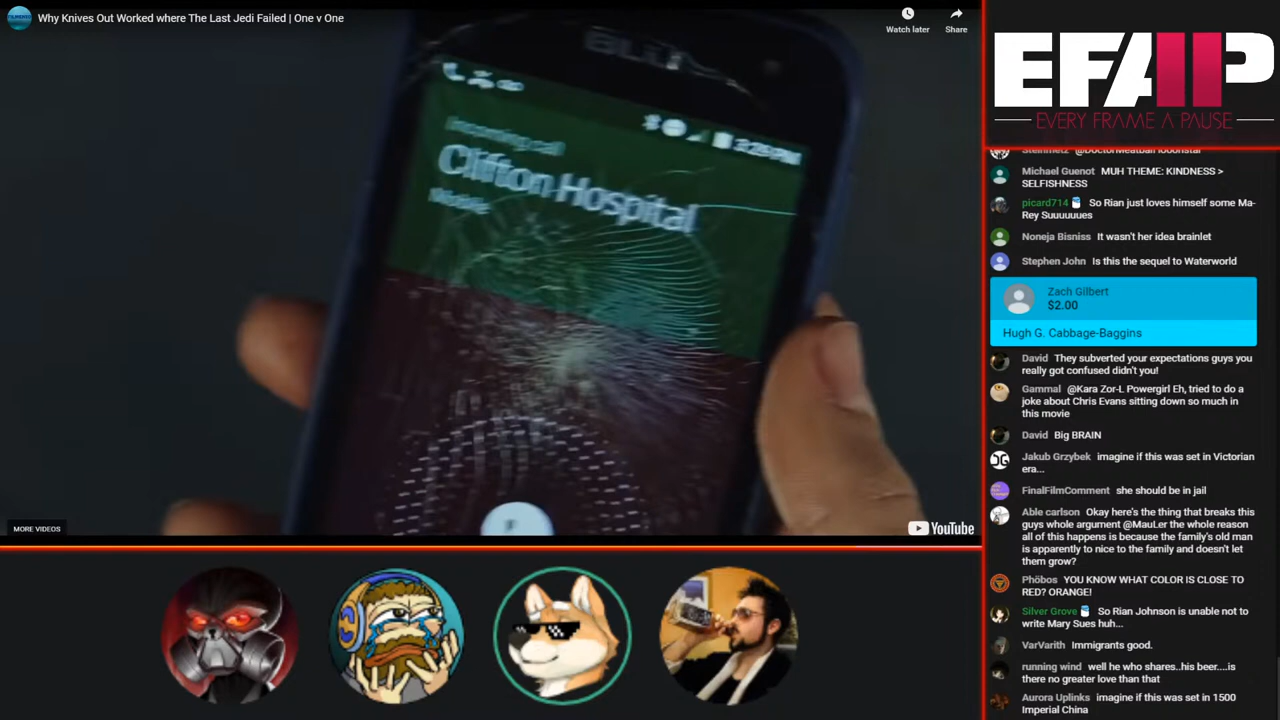 Why Knives Out Worked where The Last Jedi Failed | One v One
Watch later
Share
BLU
Incoming call
Clifton Hospital
Mobile
MORE VIDEOS
YouTube
EFAP
EVERY FRAME A PAUSE
Steinmetz @DoctorMeatball
Michael Guenot MUH THEME: KINDNESS >
SELFISHNESS
picard714 So Rian just loves himself some Ma-
Rey Suuuuuues
Noneja Bisniss It wasn't her idea brainlet
Stephen John Is this the sequel to Waterworld
Zach Gilbert
$2.00
Hugh G. Cabbage-Baggins
David They subverted your expectations guys you
really got confused didn't you!
Gammal @Kara Zor-L Powergirl Eh, tried to do a
joke about Chris Evans sitting down so much in
this movie
David Big BRAIN
Jakub Grzybek imagine if this was set in Victorian
era...
FinalFilmComment she should be in jail
Able carlson Okay here's the thing that breaks this
guys whole argument @MauLer the whole reason
all of this happens is because the family's old man
is apparently to nice to the family and doesn't let
them grow?
Phöbos YOU KNOW WHAT COLOR IS CLOSE TO
RED? ORANGE!
Silver Grove So Rian Johnson is unable not to
write Mary Sues huh...
VarVarith Immigrants good.
running wind well he who shares..his beer....is
there no greater love than that
Aurora Uplinks imagine if this was set in 1500
Imperial China